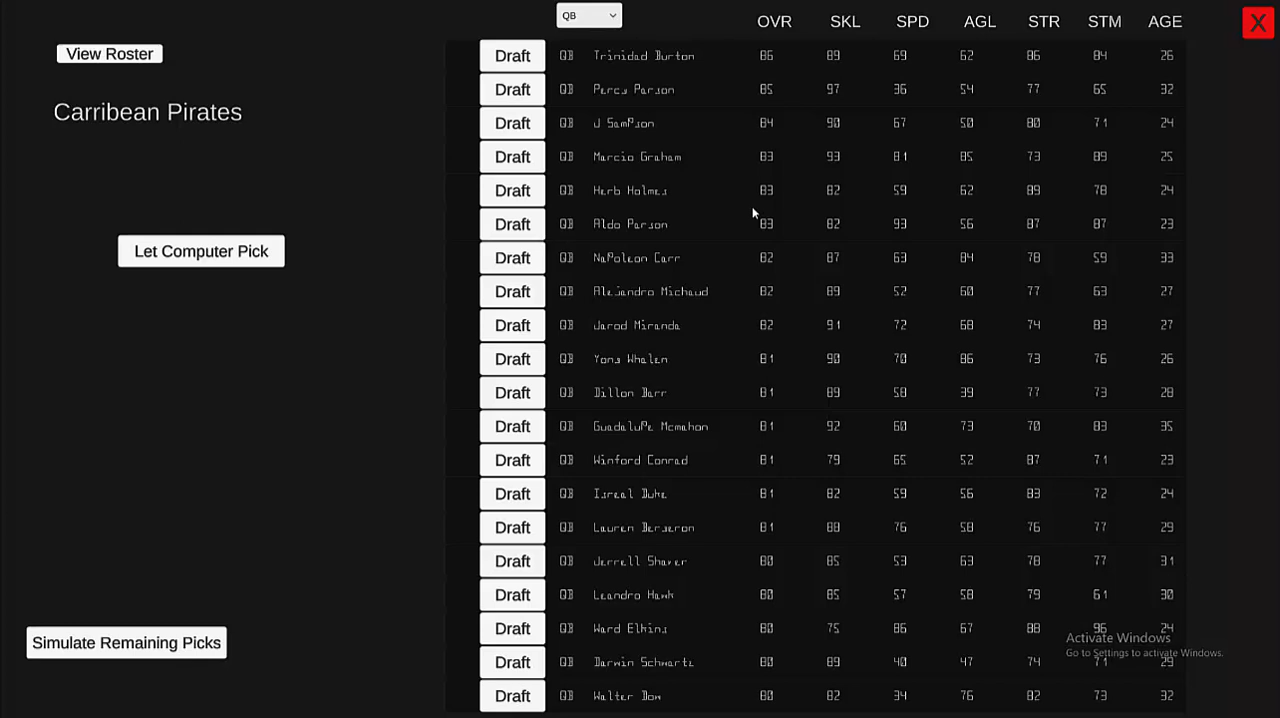 QB OVR SKL SPD AGL STR STM AGE X
View Roster
Carribean Pirates
Let Computer Pick
Simulate Remaining Picks
Draft QB Trinidad Burton 86 89 69 62 86 84 26
Draft QB Percy Parson 85 97 36 54 77 65 32
Draft QB J Sampson 84 90 67 50 80 71 24
Draft QB Marcio Graham 83 93 81 85 73 89 25
Draft QB Herb Holmes 83 82 59 62 89 78 24
Draft QB Aldo Parson 83 82 93 56 87 87 23
Draft QB Napoleon Carr 82 87 63 84 78 59 33
Draft QB Alejandro Michaud 82 89 52 60 77 63 27
Draft QB Jarod Miranda 82 91 72 68 74 83 27
Draft QB Yong Whalen 81 90 70 86 73 76 26
Draft QB Dillon Barr 81 89 58 39 77 73 28
Draft QB Guadalupe Mcmahon 81 92 60 73 70 83 35
Draft QB Winford Conrad 81 79 65 52 87 71 23
Draft QB Isreal Duke 81 82 59 56 83 72 24
Draft QB Lauren Bergeron 81 88 76 58 76 77 29
Draft QB Jerrell Shaver 80 85 53 63 78 77 31
Draft QB Leandro Hawk 80 85 57 58 79 61 30
Draft QB Ward Elkins 80 75 86 67 88 96 24
Draft QB Darwin Schwartz 80 89 40 47 74 71 29
Draft QB Walter Dow 80 82 34 76 82 73 32
Activate Windows
Go to Settings to activate Windows.